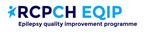 RCPCH EQIP
Epilepsy quality improvement programme